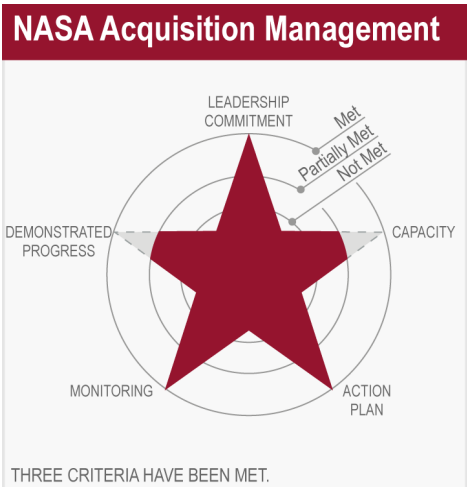 NASA Acquisition Management
LEADERSHIP
COMMITMENT
Met
Partially Met
Not Met
DEMONSTRATED
PROGRESS
CAPACITY
MONITORING
ACTION
PLAN
THREE CRITERIA HAVE BEEN MET.